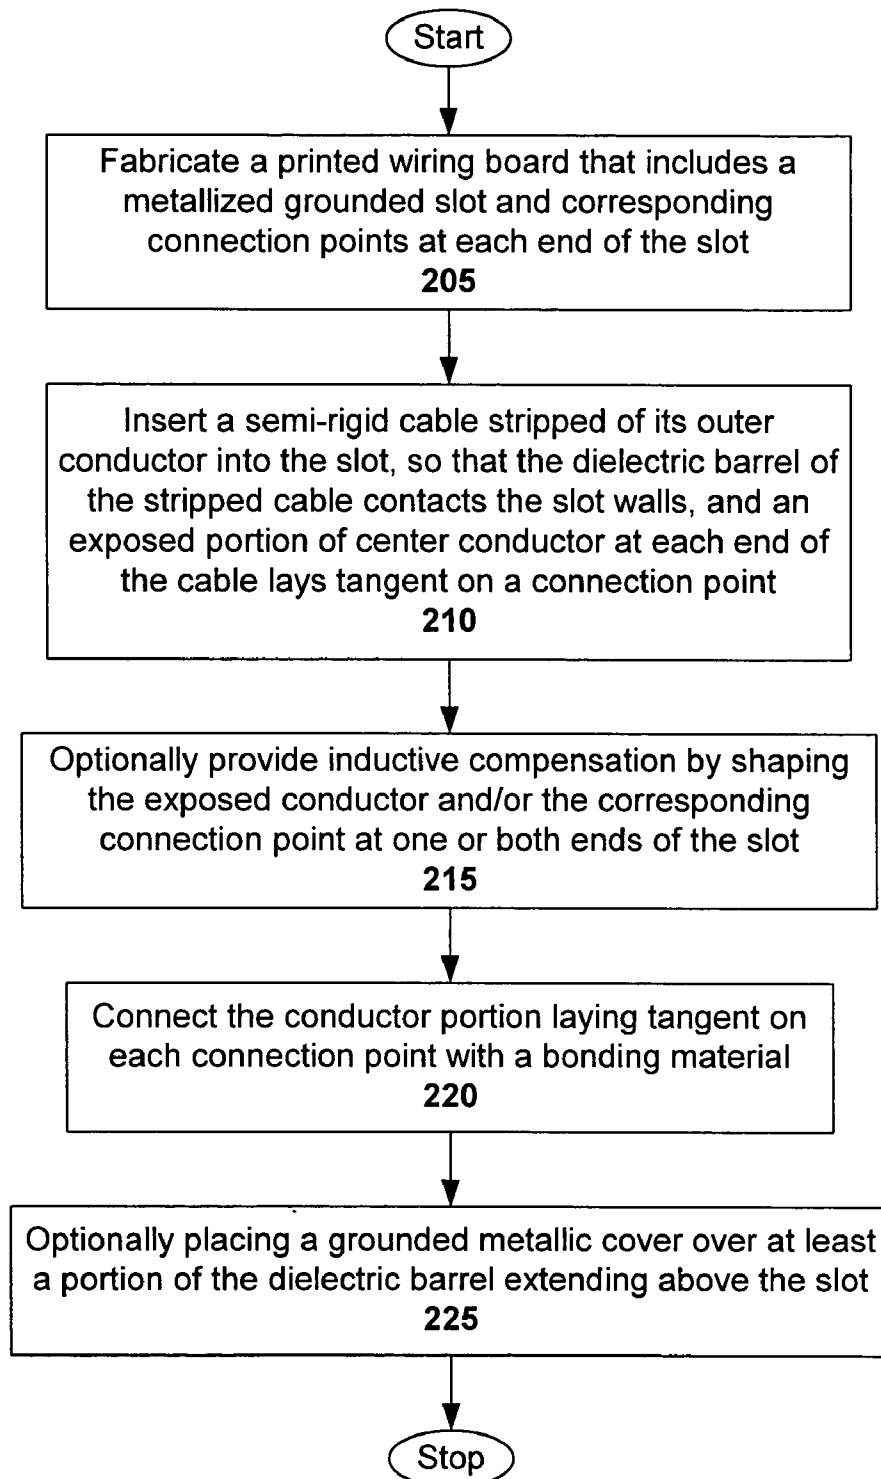 Start
Fabricate a printed wiring board that includes a
metallized grounded slot and corresponding
connection points at each end of the slot
205
Insert a semi-rigid cable stripped of its outer
conductor into the slot, so that the dielectric barrel of
the stripped cable contacts the slot walls, and an
exposed portion of center conductor at each end of
the cable lays tangent on a connection point
210
Optionally provide inductive compensation by shaping
the exposed conductor and/or the corresponding
connection point at one or both ends of the slot
215
Connect the conductor portion laying tangent on
each connection point with a bonding material
220
Optionally placing a grounded metallic cover over at least
a portion of the dielectric barrel extending above the slot
225
Stop